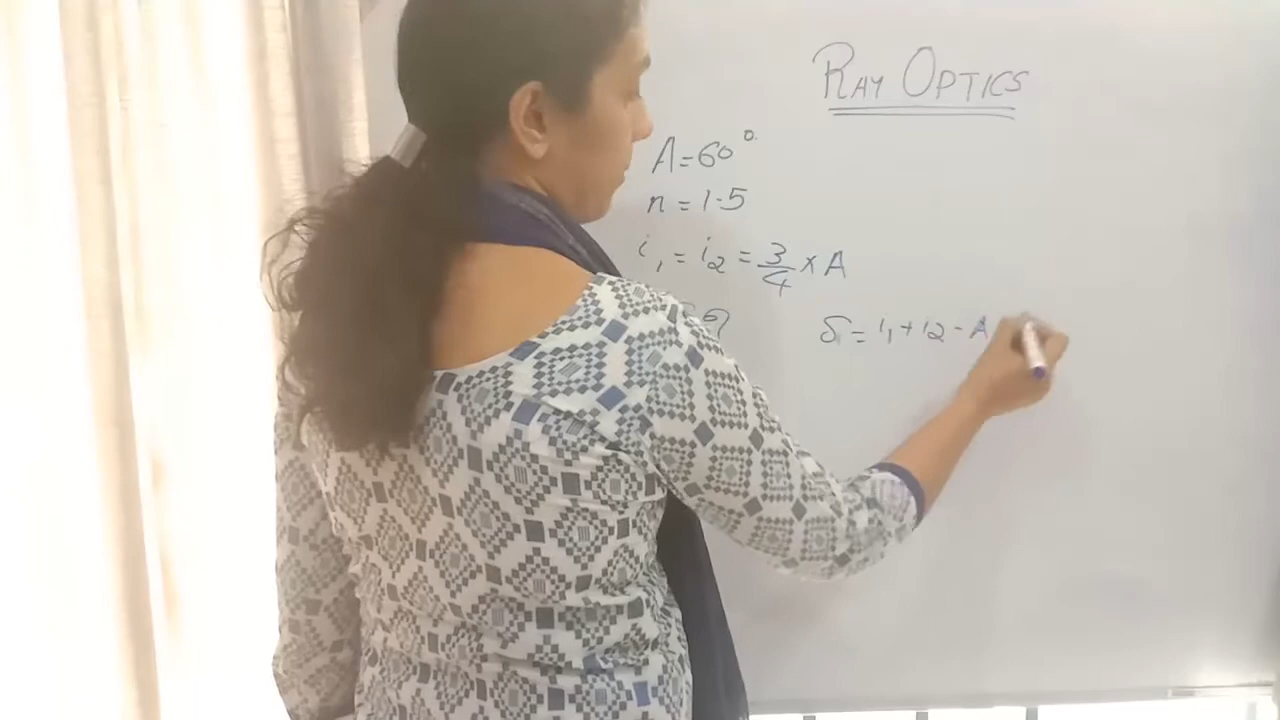 RAY OPTICS
A=60°
n = 1.5
i₁ = i₂ = 3/4 × A
δ = i₁ + i₂ - A